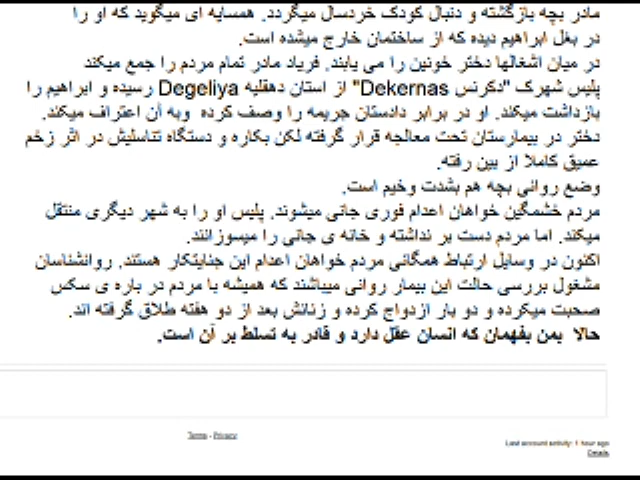 مادر بچه بازگشته و دنبال کودک خردسال میگردد. همسایه ای میگوید که او را
در بغل ابراهیم دیده که از ساختمان خارج میشده است.
در میان اشغالها دختر خونین را می یابند. فریاد مادر تمام مردم را جمع میکند
پلیس شهرک "دکرنس Dekernas" از استان دهقلیه Degeliya رسیده و ابراهیم را
بازداشت میکند. او در برابر دادستان جریمه را وصف کرده وبه آن اعتراف میکند.
دختر در بیمارستان تحت معالجه قرار گرفته لکن بکاره و دستگاه تناسلیش در اثر زخم
عمیق کاملا از بین رفته.
وضع روانی بچه هم بشدت وخیم است.
مردم خشمگین خواهان اعدام فوری جانی میشوند. پلیس او را به شهر دیگری منتقل
میکند. اما مردم دست بر نداشته و خانه ی جانی را میسوزانند.
اکنون در وسایل ارتباط همگانی مردم خواهان اعدام این جنایتکار هستند. روانشناسان
مشغول بررسی حالت این بیمار روانی میباشند که همیشه با مردم در باره ی سکس
صحبت میکرده و دو بار ازدواج کرده و زنانش بعد از دو هفته طلاق گرفته اند.
حالا بمن بفهمان که انسان عقل دارد و قادر به تسلط بر آن است.
Terms - Privacy
Last account activity: 1 hour ago
Details